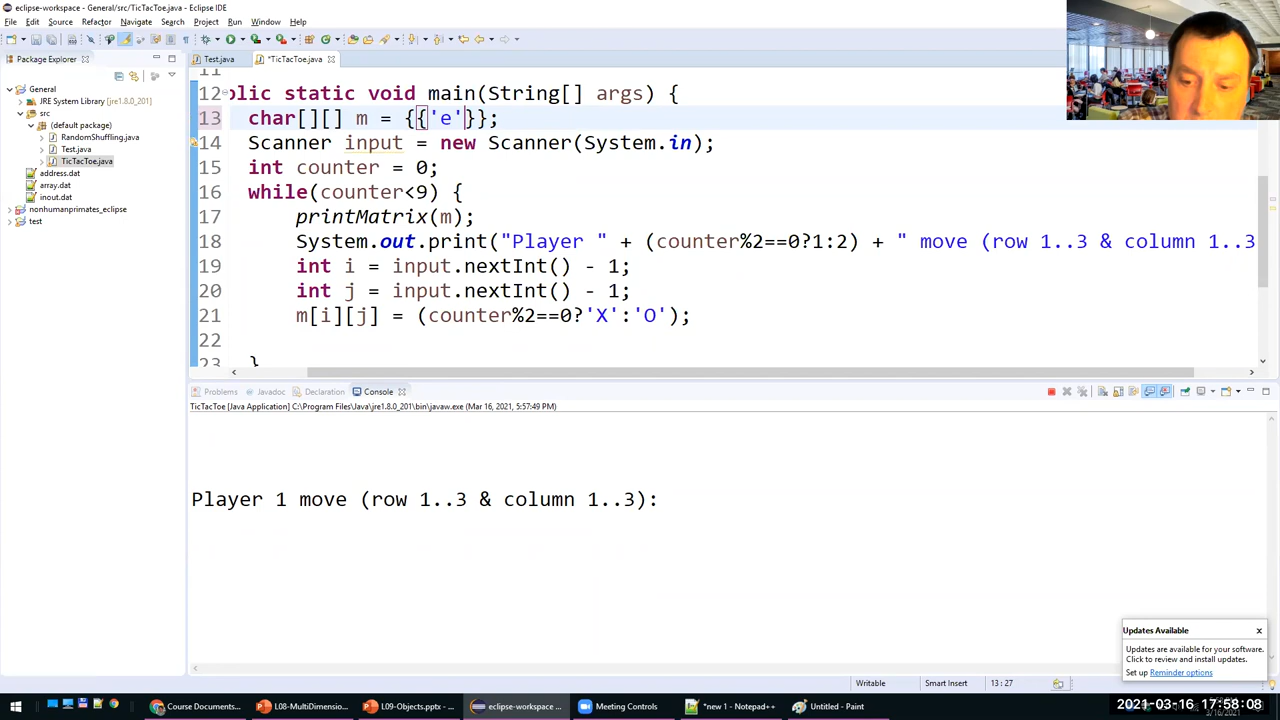 eclipse-workspace - General/src/TicTacToe.java - Eclipse IDE
File Edit Source Refactor Navigate Search Project Run Window Help
Package Explorer
Test.java *TicTacToe.java
General
JRE System Library [jre1.8.0_201]
src
(default package)
RandomShuffling.java
Test.java
TicTacToe.java
address.dat
array.dat
inout.dat
nonhumanprimates_eclipse
test
11
12 blic static void main(String[] args) {
13 char[][] m = {{'e'}};
14 Scanner input = new Scanner(System.in);
15 int counter = 0;
16 while(counter<9) {
17 printMatrix(m);
18 System.out.print("Player " + (counter%2==0?1:2) + " move (row 1..3 & column 1..3
19 int i = input.nextInt() - 1;
20 int j = input.nextInt() - 1;
21 m[i][j] = (counter%2==0?'X':'O');
22
23 }
Problems Javadoc Declaration Console
TicTacToe [Java Application] C:\Program Files\Java\jre1.8.0_201\bin\javaw.exe (Mar 16, 2021, 5:57:49 PM)
Player 1 move (row 1..3 & column 1..3):
Updates Available
Updates are available for your software.
Click to review and install updates.
Set up Reminder options
Writable Smart Insert 13 : 27
Course Documents... L08-MultiDimension... L09-Objects.pptx - ... eclipse-workspace ... Meeting Controls *new 1 - Notepad++ Untitled - Paint
2021-03-16 17:58:08